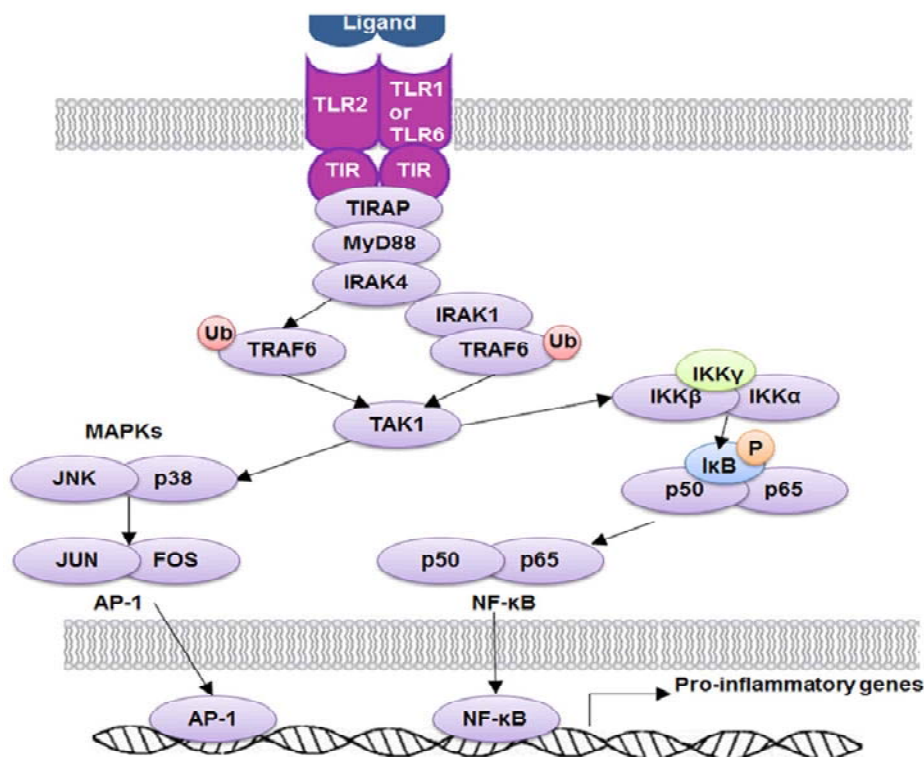 Ligand
TLR2
TLR1
or
TLR6
TIR
TIR
TIRAP
MyD88
IRAK4
IRAK1
Ub
TRAF6
TRAF6
Ub
IKKγ
IKKβ
IKKα
TAK1
MAPKs
P
IκB
JNK
p38
p50
p65
JUN
FOS
p50
p65
AP-1
NF-κB
Pro-inflammatory genes
AP-1
NF-κB